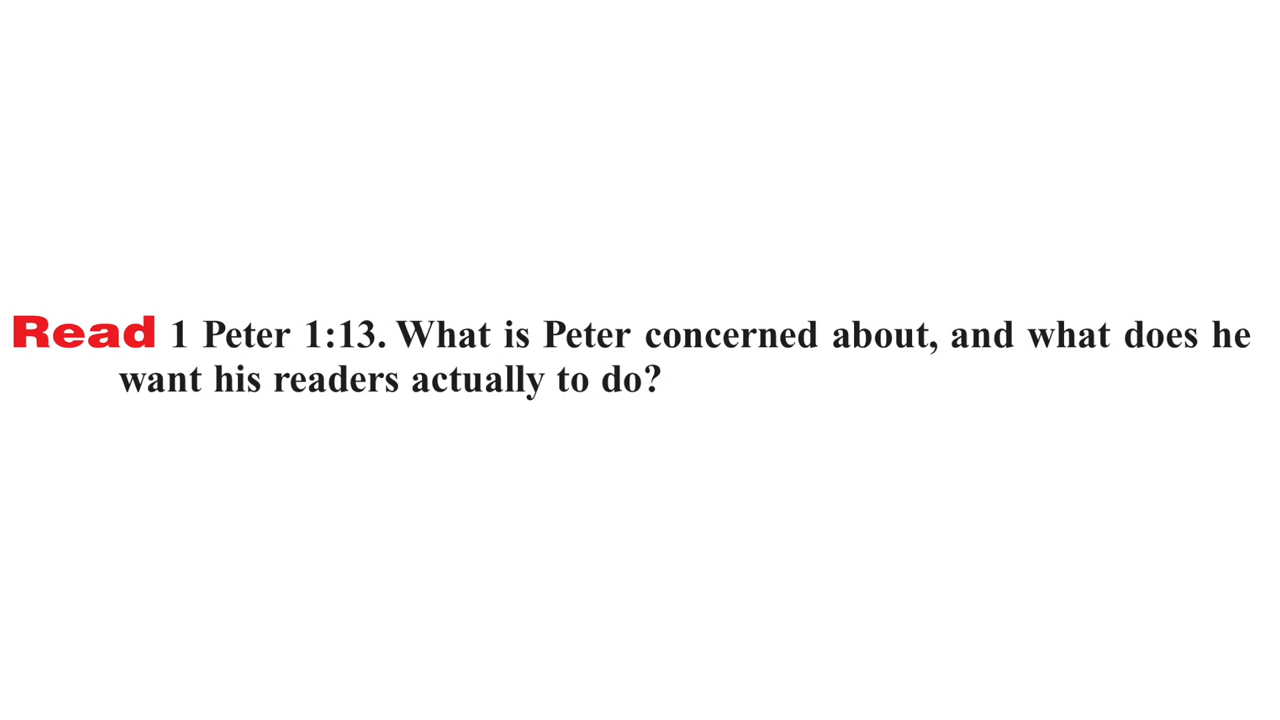 Read 1 Peter 1:13. What is Peter concerned about, and what does he
want his readers actually to do?